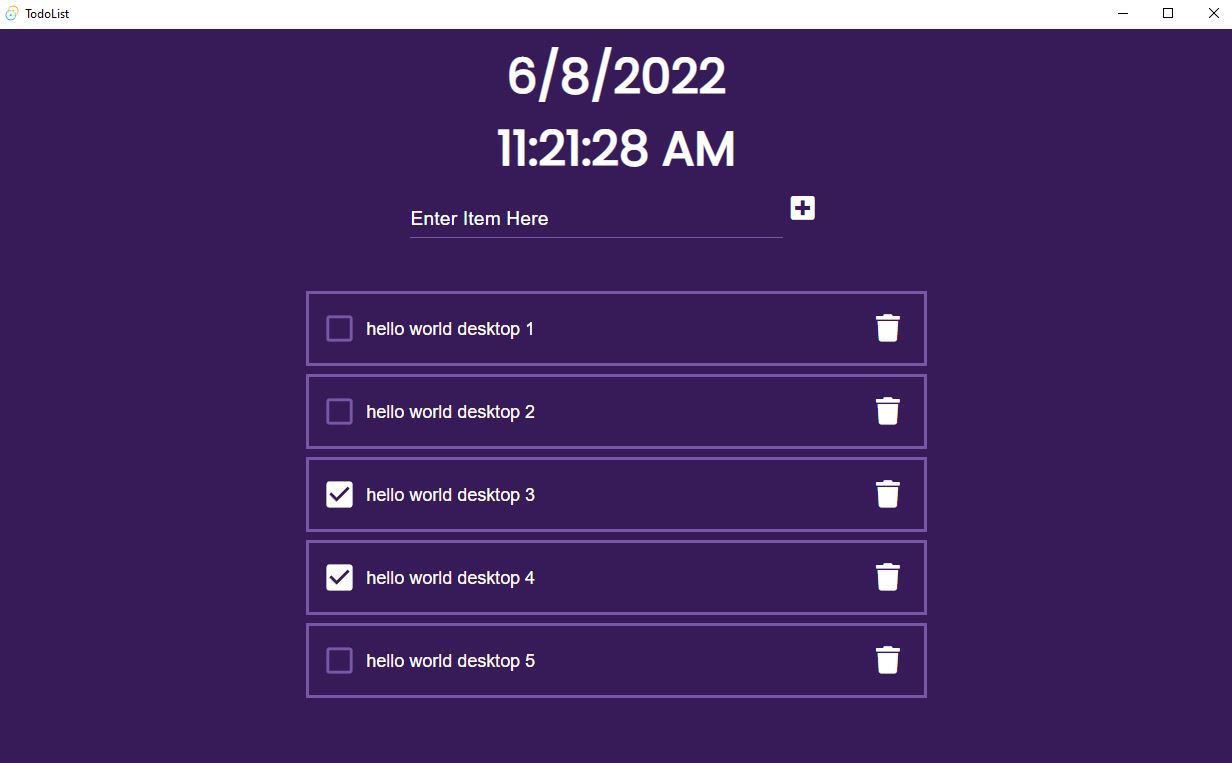 TodoList
6/8/2022
11:21:28 AM
Enter Item Here
hello world desktop 1
hello world desktop 2
hello world desktop 3
hello world desktop 4
hello world desktop 5